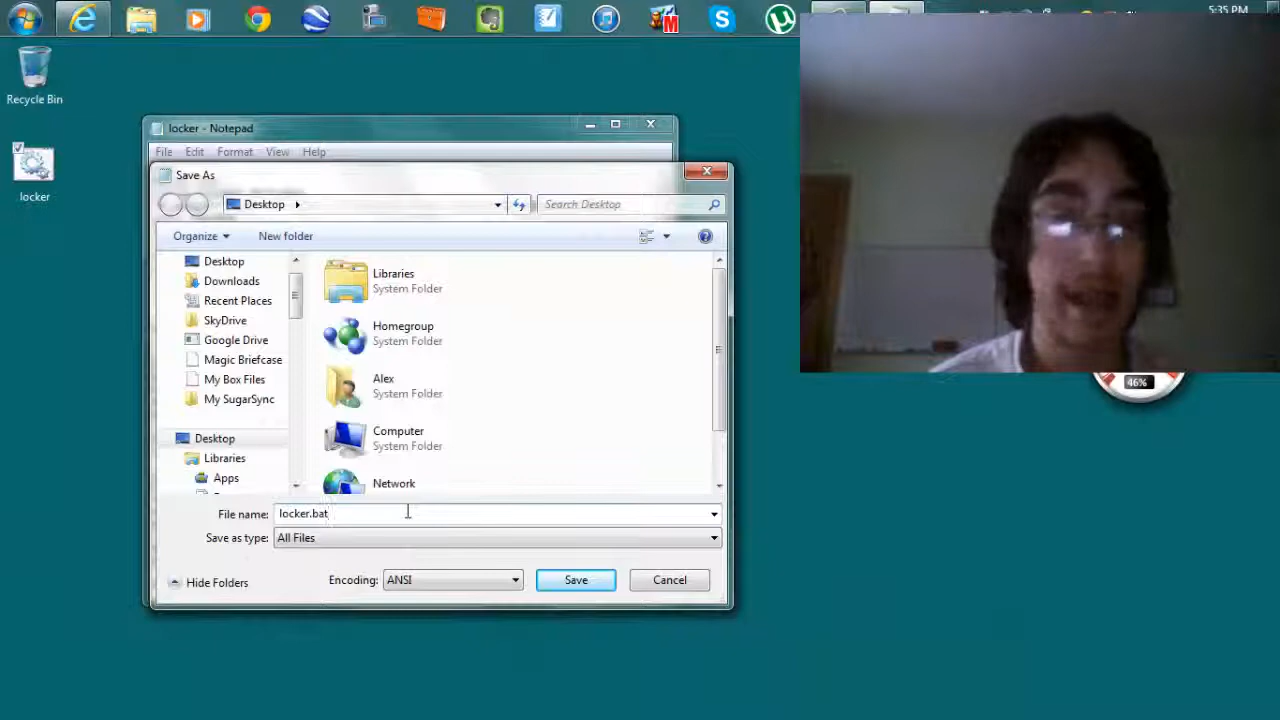 5:35 PM
M
Recycle Bin
locker
locker - Notepad
File Edit Format View Help
Save As
Desktop
Search Desktop
Organize
New folder
Desktop
Downloads
Recent Places
SkyDrive
Google Drive
Magic Briefcase
My Box Files
My SugarSync
Desktop
Libraries
Apps
Libraries
System Folder
Homegroup
System Folder
Alex
System Folder
Computer
System Folder
Network
File name: locker.bat
Save as type: All Files
Hide Folders
Encoding: ANSI
Save
Cancel
46%